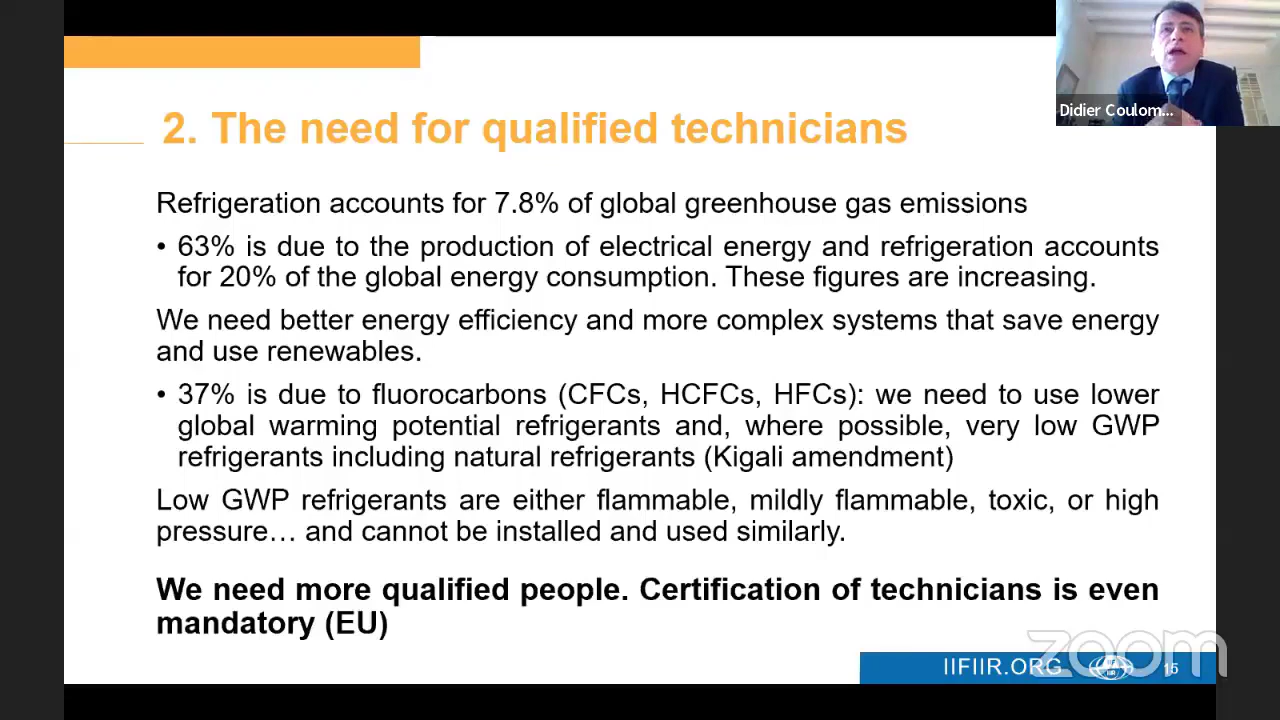 Didier Coulom...
2. The need for qualified technicians
Refrigeration accounts for 7.8% of global greenhouse gas emissions
• 63% is due to the production of electrical energy and refrigeration accounts
for 20% of the global energy consumption. These figures are increasing.
We need better energy efficiency and more complex systems that save energy
and use renewables.
• 37% is due to fluorocarbons (CFCs, HCFCs, HFCs): we need to use lower
global warming potential refrigerants and, where possible, very low GWP
refrigerants including natural refrigerants (Kigali amendment)
Low GWP refrigerants are either flammable, mildly flammable, toxic, or high
pressure… and cannot be installed and used similarly.
We need more qualified people. Certification of technicians is even
mandatory (EU)
IIFIIR.ORG
IIF
IIR
15
zoom